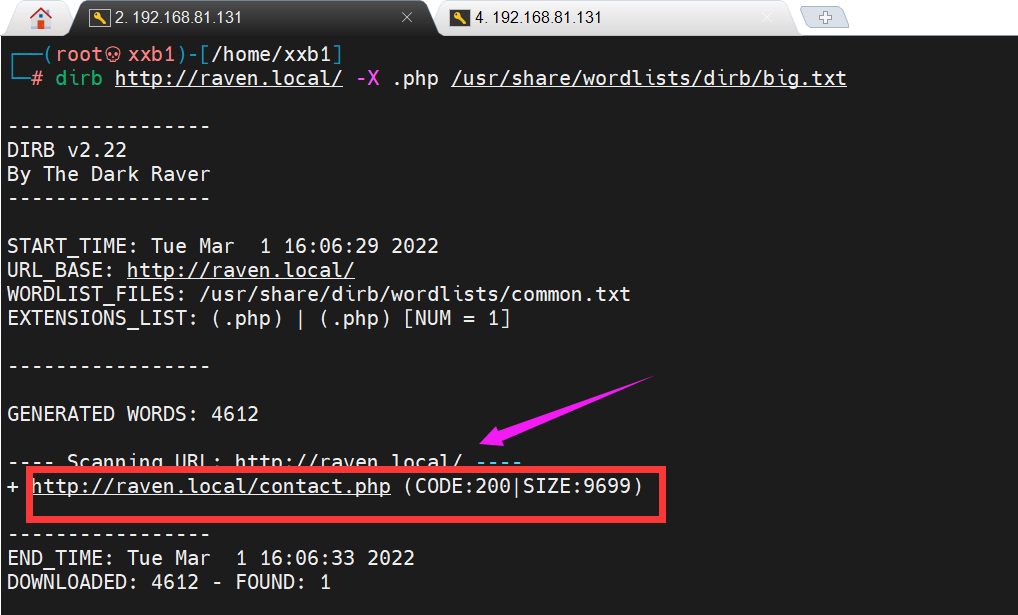 2. 192.168.81.131
4. 192.168.81.131
(root💀xxb1)-[/home/xxb1]
# dirb http://raven.local/ -X .php /usr/share/wordlists/dirb/big.txt
-----------------
DIRB v2.22
By The Dark Raver
-----------------
START_TIME: Tue Mar  1 16:06:29 2022
URL_BASE: http://raven.local/
WORDLIST_FILES: /usr/share/dirb/wordlists/common.txt
EXTENSIONS_LIST: (.php) | (.php) [NUM = 1]
-----------------
GENERATED WORDS: 4612
---- Scanning URL: http://raven.local/ ----
+ http://raven.local/contact.php (CODE:200|SIZE:9699)
-----------------
END_TIME: Tue Mar  1 16:06:33 2022
DOWNLOADED: 4612 - FOUND: 1